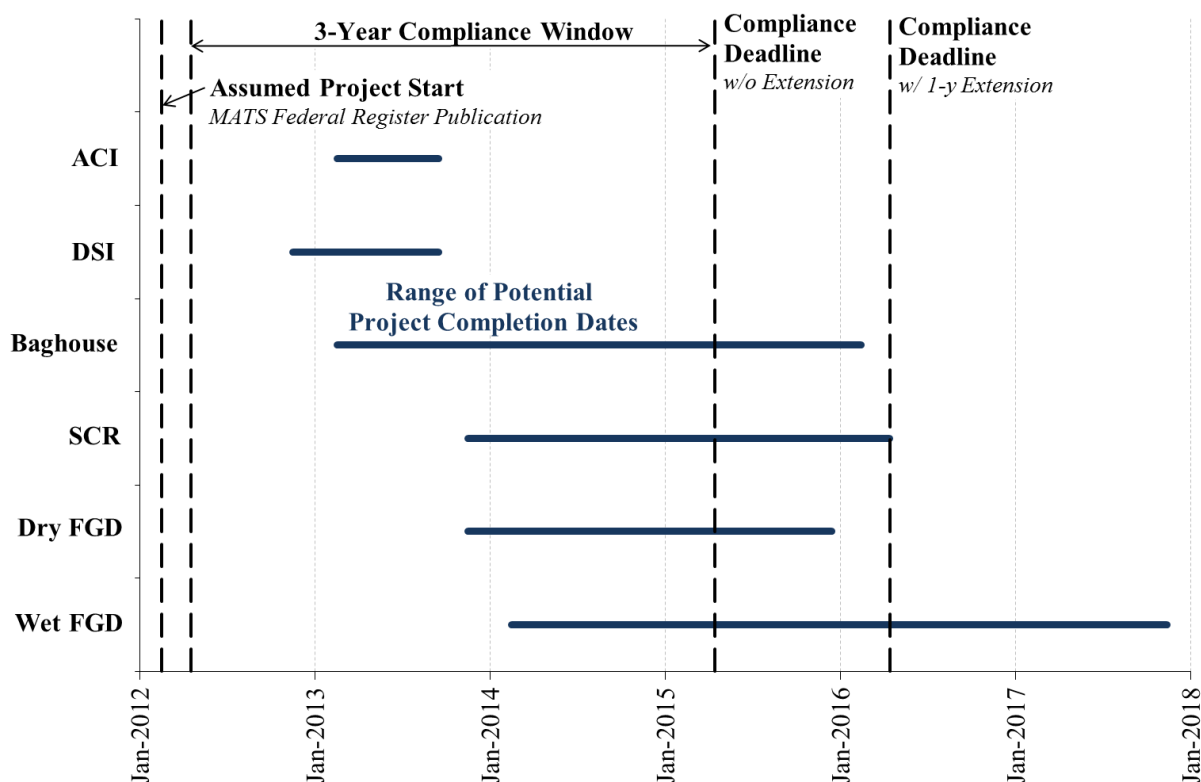 3-Year Compliance Window
Compliance
Deadline
w/o Extension
Compliance
Deadline
w/ 1-y Extension
Assumed Project Start
MATS Federal Register Publication
ACI
DSI
Range of Potential
Project Completion Dates
Baghouse
SCR
Dry FGD
Wet FGD
Jan-2012
Jan-2013
Jan-2014
Jan-2015
Jan-2016
Jan-2017
Jan-2018